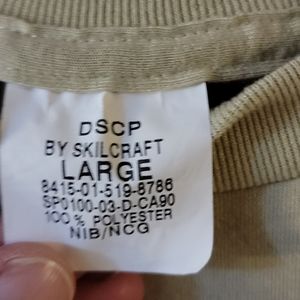 DSCP
BY SKILCRAFT
LARGE
8415-01-519-8786
SP0100-03-D-CA90
100% POLYESTER
NIB/NCG